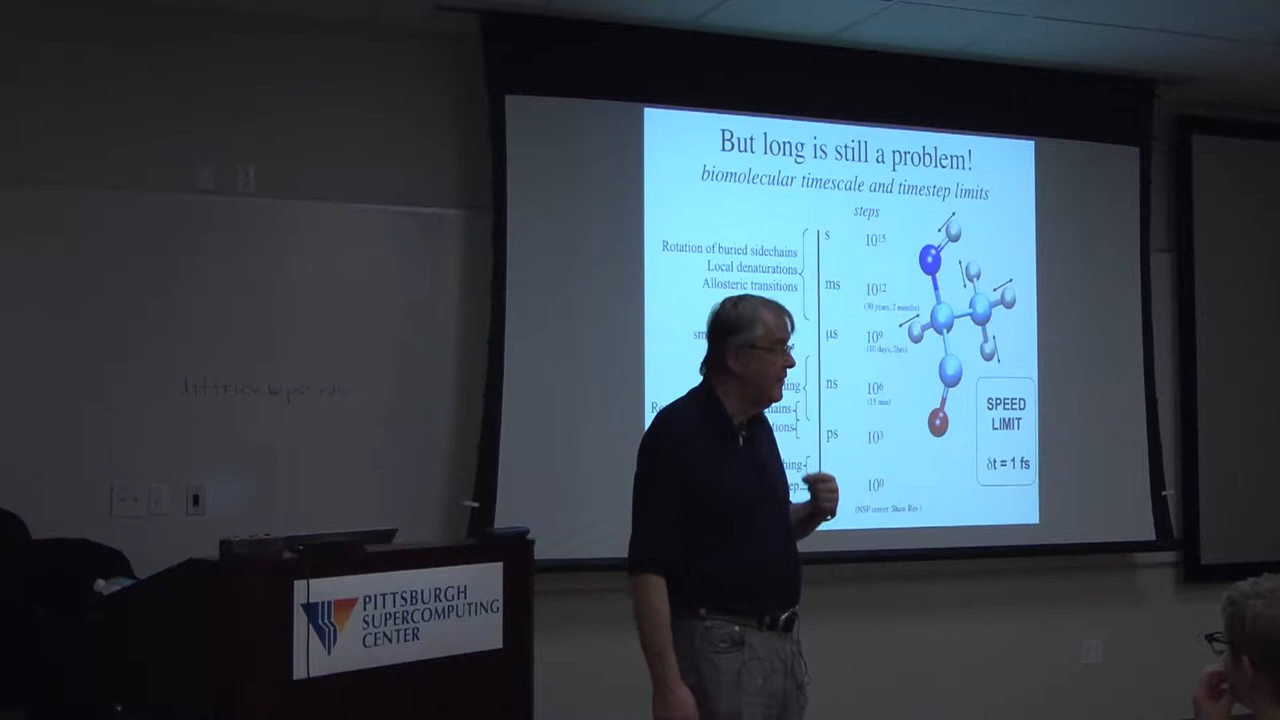 But long is still a problem!
biomolecular timescale and timestep limits
steps
s
10¹⁵
Rotation of buried sidechains
Local denaturations
Allosteric transitions
ms
10¹²
(30 years, 2 months)
µs
10⁹
(10 days, 2hrs)
ns
10⁶
(15 min)
ps
10³
10⁰
(NSF center, Shaw Res.)
SPEED
LIMIT
δt = 1 fs
PITTSBURGH
SUPERCOMPUTING
CENTER